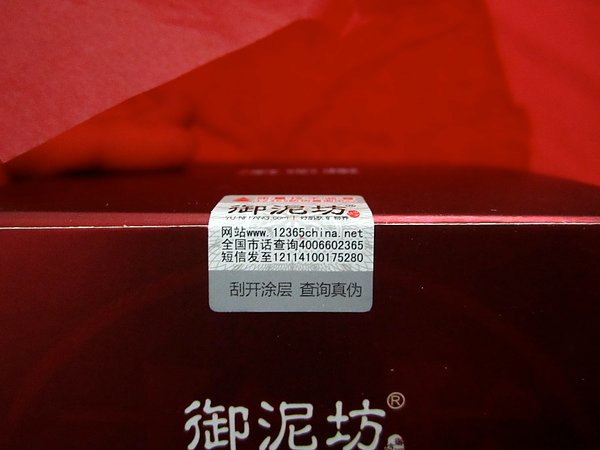 御泥坊
网站www.12365china.net
全国市话查询4006602365
短信发至12114100175280
刮开涂层 查询真伪
御泥坊®